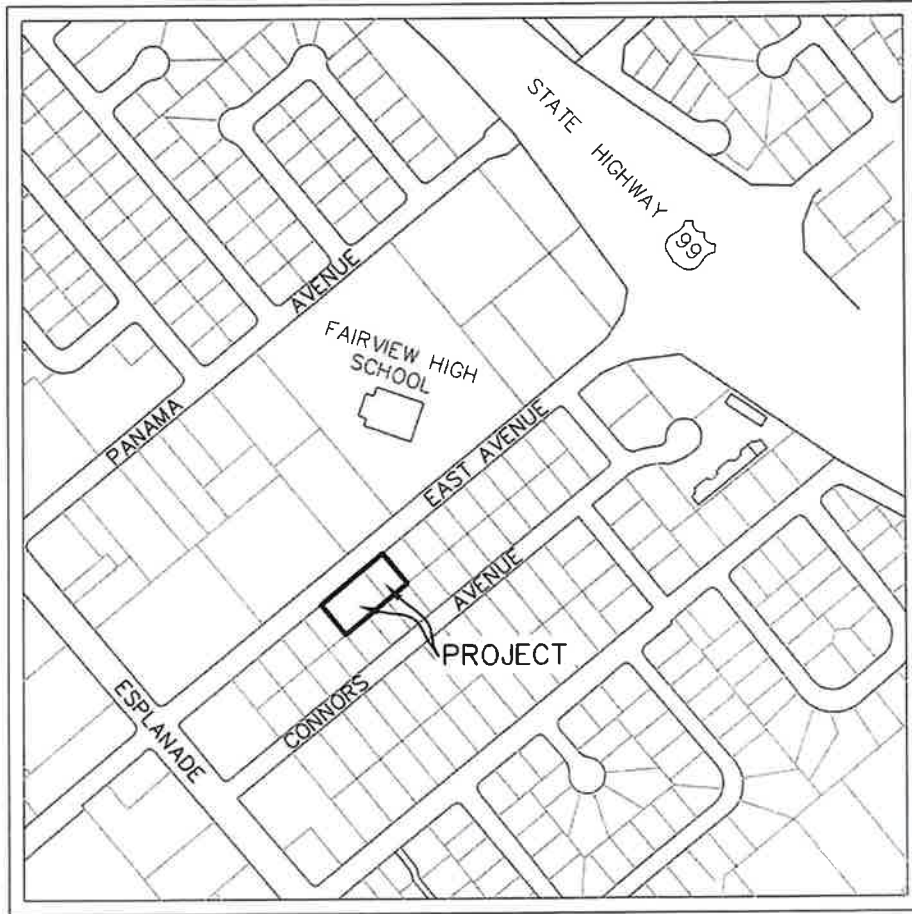 STATE HIGHWAY
99
PANAMA AVENUE
FAIRVIEW HIGH
SCHOOL
EAST AVENUE
CONNORS AVENUE
PROJECT
ESPLANADE